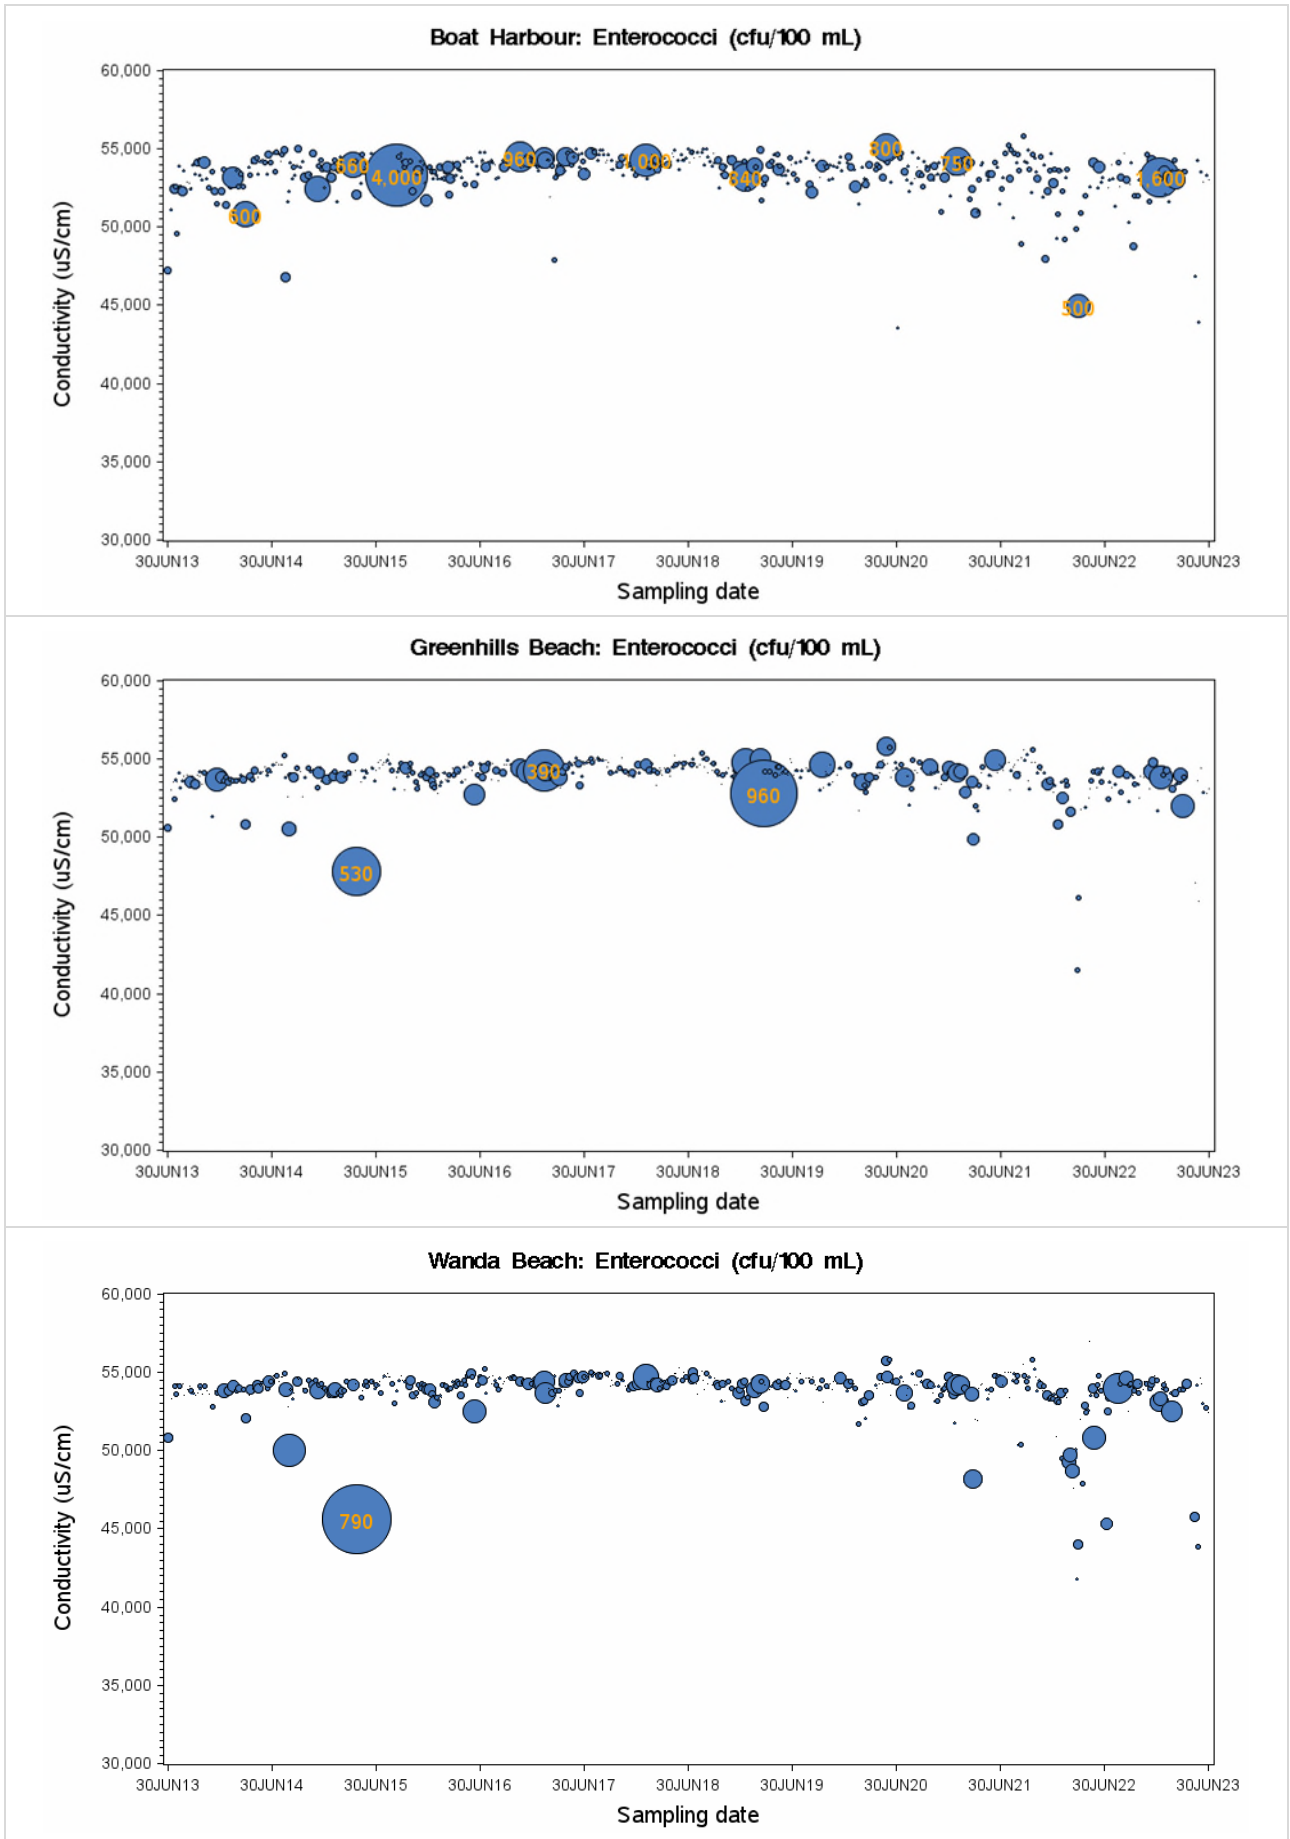 Boat Harbour: Enterococci (cfu/100 mL)
Conductivity (uS/cm)
60,000
55,000
50,000
45,000
40,000
35,000
30,000
600
660
4,000
960
1,000
840
800
750
500
1,600
30JUN13 30JUN14 30JUN15 30JUN16 30JUN17 30JUN18 30JUN19 30JUN20 30JUN21 30JUN22 30JUN23
Sampling date
Greenhills Beach: Enterococci (cfu/100 mL)
Conductivity (uS/cm)
60,000
55,000
50,000
45,000
40,000
35,000
30,000
530
390
960
30JUN13 30JUN14 30JUN15 30JUN16 30JUN17 30JUN18 30JUN19 30JUN20 30JUN21 30JUN22 30JUN23
Sampling date
Wanda Beach: Enterococci (cfu/100 mL)
Conductivity (uS/cm)
60,000
55,000
50,000
45,000
40,000
35,000
30,000
790
30JUN13 30JUN14 30JUN15 30JUN16 30JUN17 30JUN18 30JUN19 30JUN20 30JUN21 30JUN22 30JUN23
Sampling date